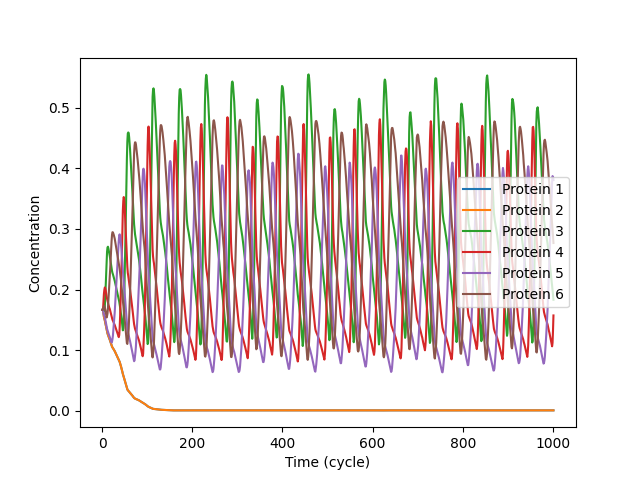 Concentration
0.5
0.4
0.3
0.2
0.1
0.0
Protein 1
Protein 2
Protein 3
Protein 4
Protein 5
Protein 6
0 200 400 600 800 1000
Time (cycle)